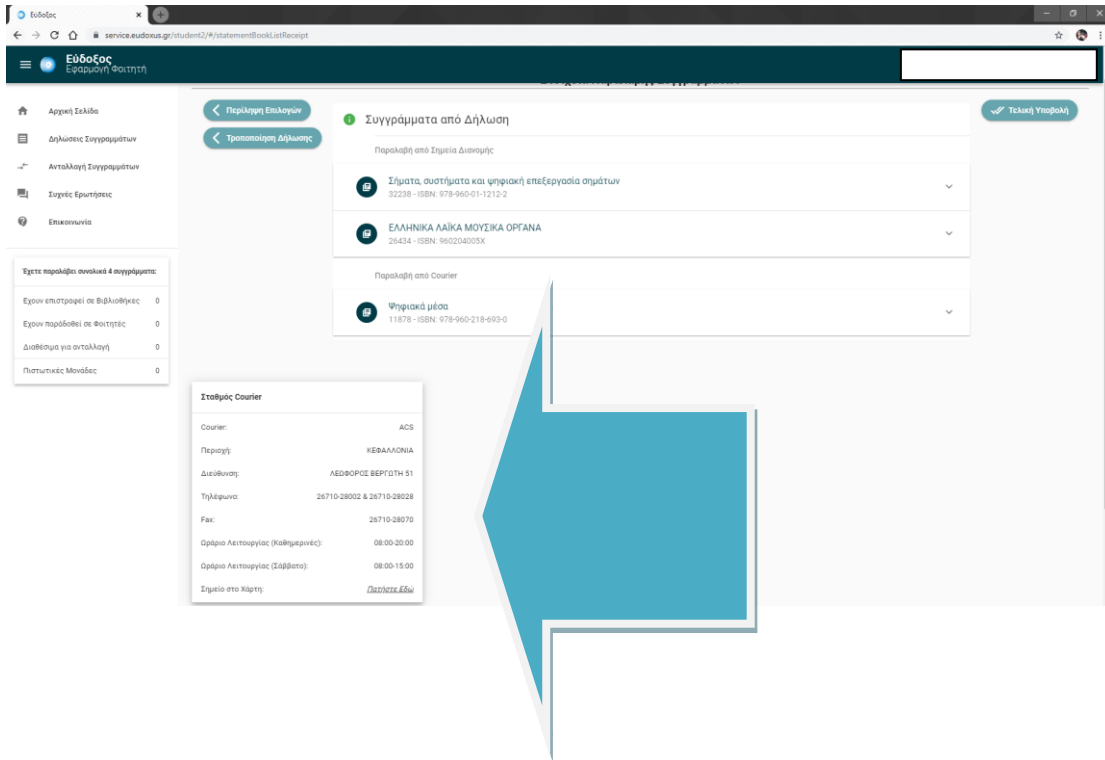 Εύδοξος
service.eudoxus.gr/student2/#/statementBookListReceipt
Εύδοξος
Εφαρμογή Φοιτητή
Αρχική Σελίδα
Δηλώσεις Συγγραμμάτων
Ανταλλαγή Συγγραμμάτων
Συχνές Ερωτήσεις
Επικοινωνία
Έχετε παραλάβει συνολικά 4 συγγράμματα:
Εχουν επιστραφεί σε Βιβλιοθήκες 0
Εχουν παραδοθεί σε Φοιτητές 0
Διαθέσιμα για ανταλλαγή 0
Πιστωτικές Μονάδες 0
Περίληψη Επιλογών
Τροποποίηση Δήλωσης
Τελική Υποβολή
Συγγράμματα από Δήλωση
Παραλαβή από Σημεία Διανομής
Σήματα, συστήματα και ψηφιακή επεξεργασία σημάτων
32238 - ISBN: 978-960-01-1212-2
ΕΛΛΗΝΙΚΑ ΛΑΪΚΑ ΜΟΥΣΙΚΑ ΟΡΓΑΝΑ
26434 - ISBN: 960204005X
Παραλαβή από Courier
Ψηφιακά μέσα
11878 - ISBN: 978-960-218-693-0
Σταθμός Courier
Courier: ACS
Περιοχή: ΚΕΦΑΛΛΟΝΙΑ
Διεύθυνση: ΛΕΩΦΟΡΟΣ ΒΕΡΓΩΤΗ 51
Τηλέφωνο: 26710-28002 & 26710-28028
Fax: 26710-28070
Ωράριο Λειτουργίας (Καθημερινές): 08:00-20:00
Ωράριο Λειτουργίας (Σάββατο): 08:00-15:00
Σημείο στο Χάρτη: Πατήστε Εδώ